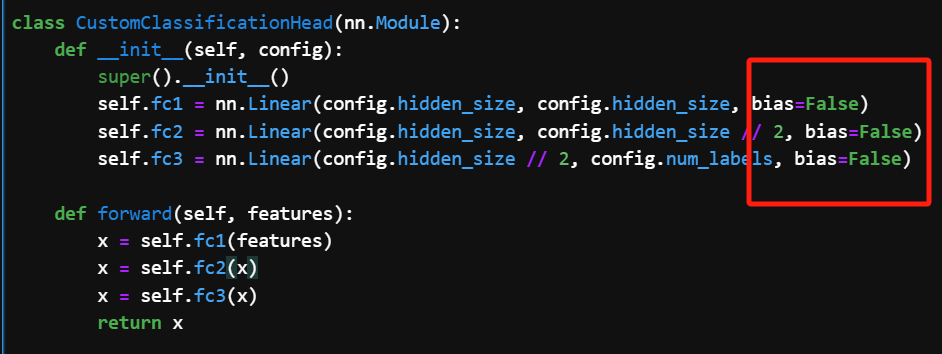 class CustomClassificationHead(nn.Module):
    def __init__(self, config):
        super().__init__()
        self.fc1 = nn.Linear(config.hidden_size, config.hidden_size, bias=False)
        self.fc2 = nn.Linear(config.hidden_size, config.hidden_size // 2, bias=False)
        self.fc3 = nn.Linear(config.hidden_size // 2, config.num_labels, bias=False)

    def forward(self, features):
        x = self.fc1(features)
        x = self.fc2(x)
        x = self.fc3(x)
        return x